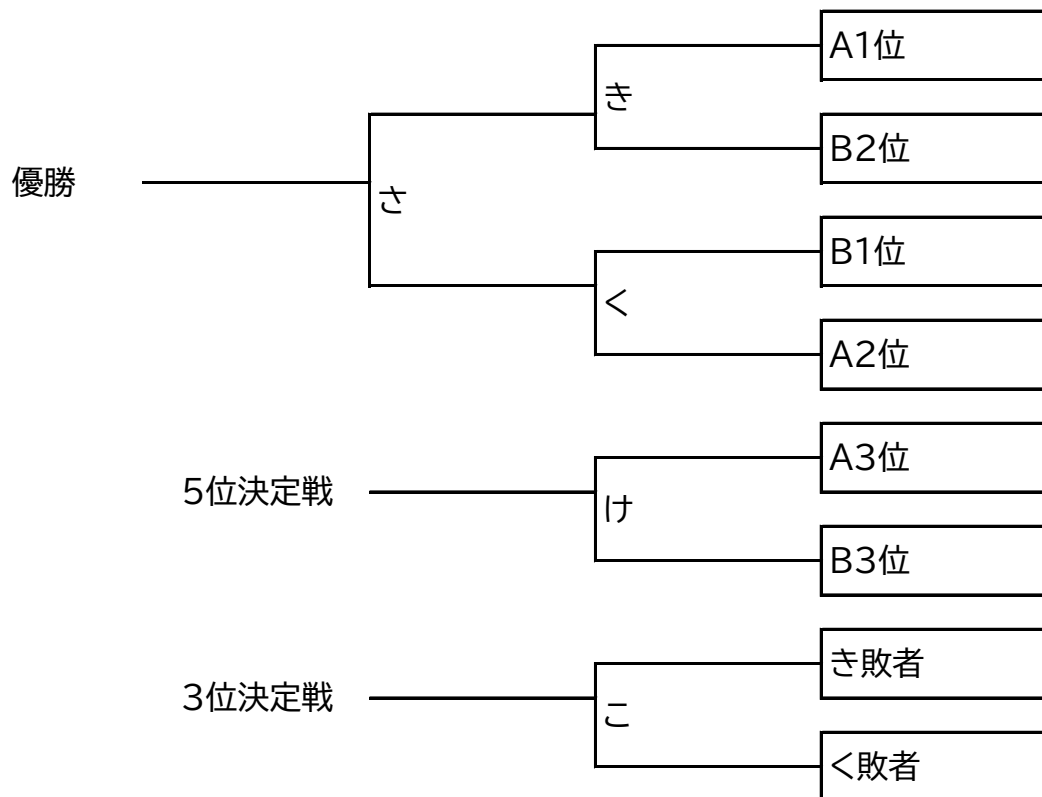 A1位
き
B2位
優勝
さ
B1位
く
A2位
A3位
5位決定戦
け
B3位
き敗者
3位決定戦
こ
く敗者